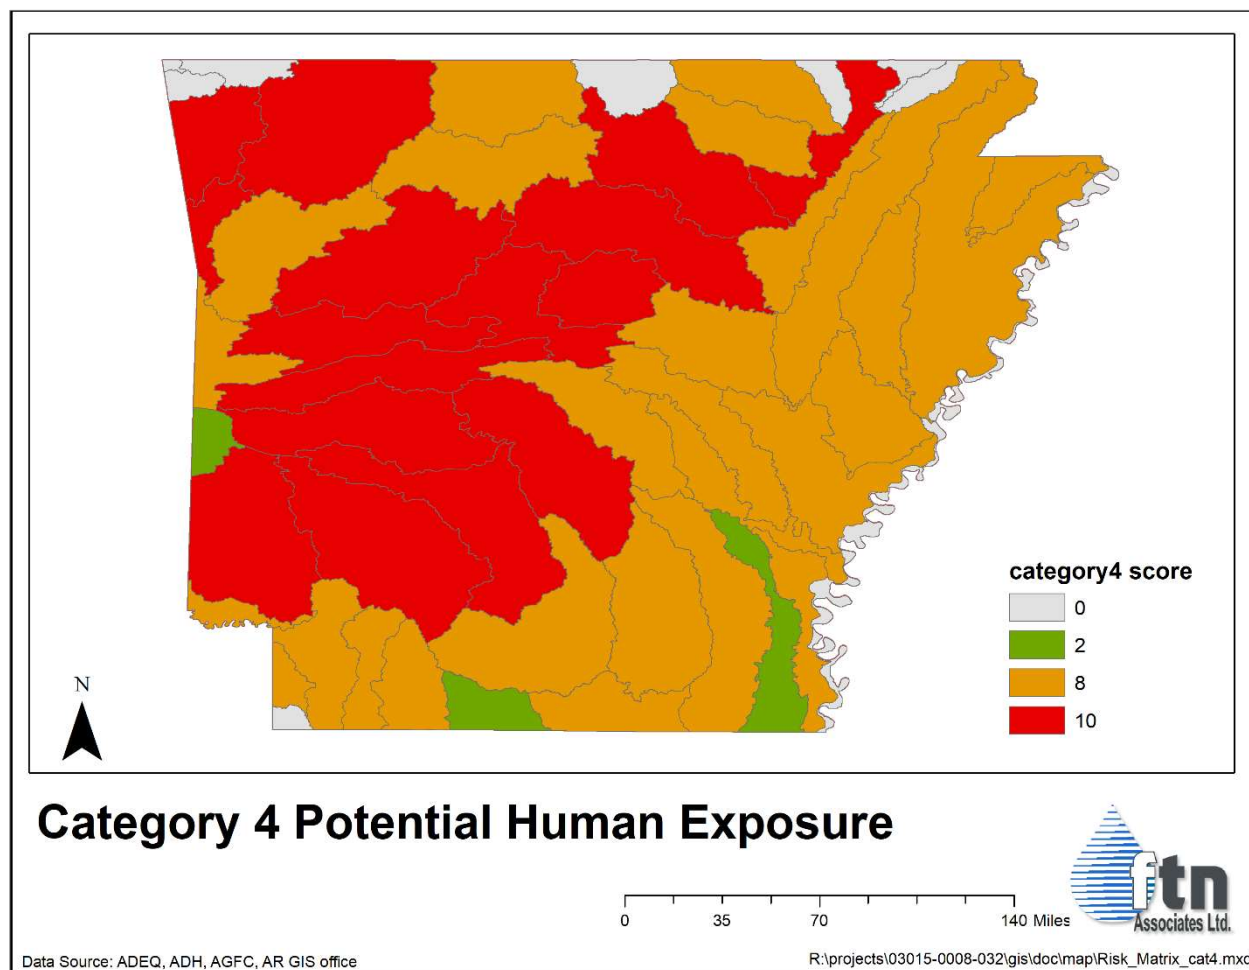 category4 score
0
2
8
10
N
Category 4 Potential Human Exposure
0 35 70 140 Miles
ftn
Associates Ltd.
Data Source: ADEQ, ADH, AGFC, AR GIS office
R:\projects\03015-0008-032\gis\doc\map\Risk_Matrix_cat4.mxd